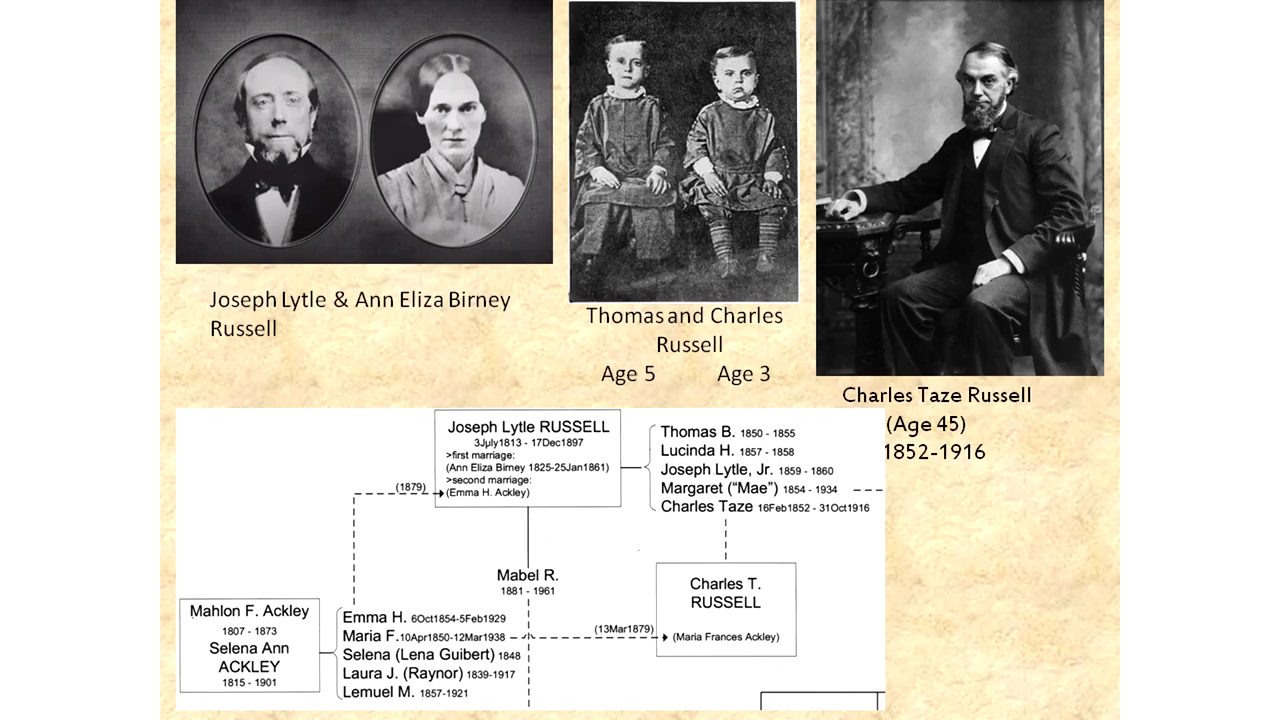 Joseph Lytle & Ann Eliza Birney
Russell
Thomas and Charles
Russell
Age 5 Age 3
Charles Taze Russell
(Age 45)
1852-1916
Joseph Lytle RUSSELL
3July1813 - 17Dec1897
>first marriage:
(Ann Eliza Birney 1825-25Jan1861)
>second marriage:
(Emma H. Ackley)
Thomas B. 1850 - 1855
Lucinda H. 1857 - 1858
Joseph Lytle, Jr. 1859 - 1860
Margaret (“Mae”) 1854 - 1934
Charles Taze 16Feb1852 - 31Oct1916
(1879)
Mabel R.
1881 - 1961
Charles T.
RUSSELL
(Maria Frances Ackley)
(13Mar1879)
Mahlon F. Ackley
1807 - 1873
Selena Ann
ACKLEY
1815 - 1901
Emma H. 6Oct1854-5Feb1929
Maria F.10Apr1850-12Mar1938
Selena (Lena Guibert) 1848
Laura J. (Raynor) 1839-1917
Lemuel M. 1857-1921